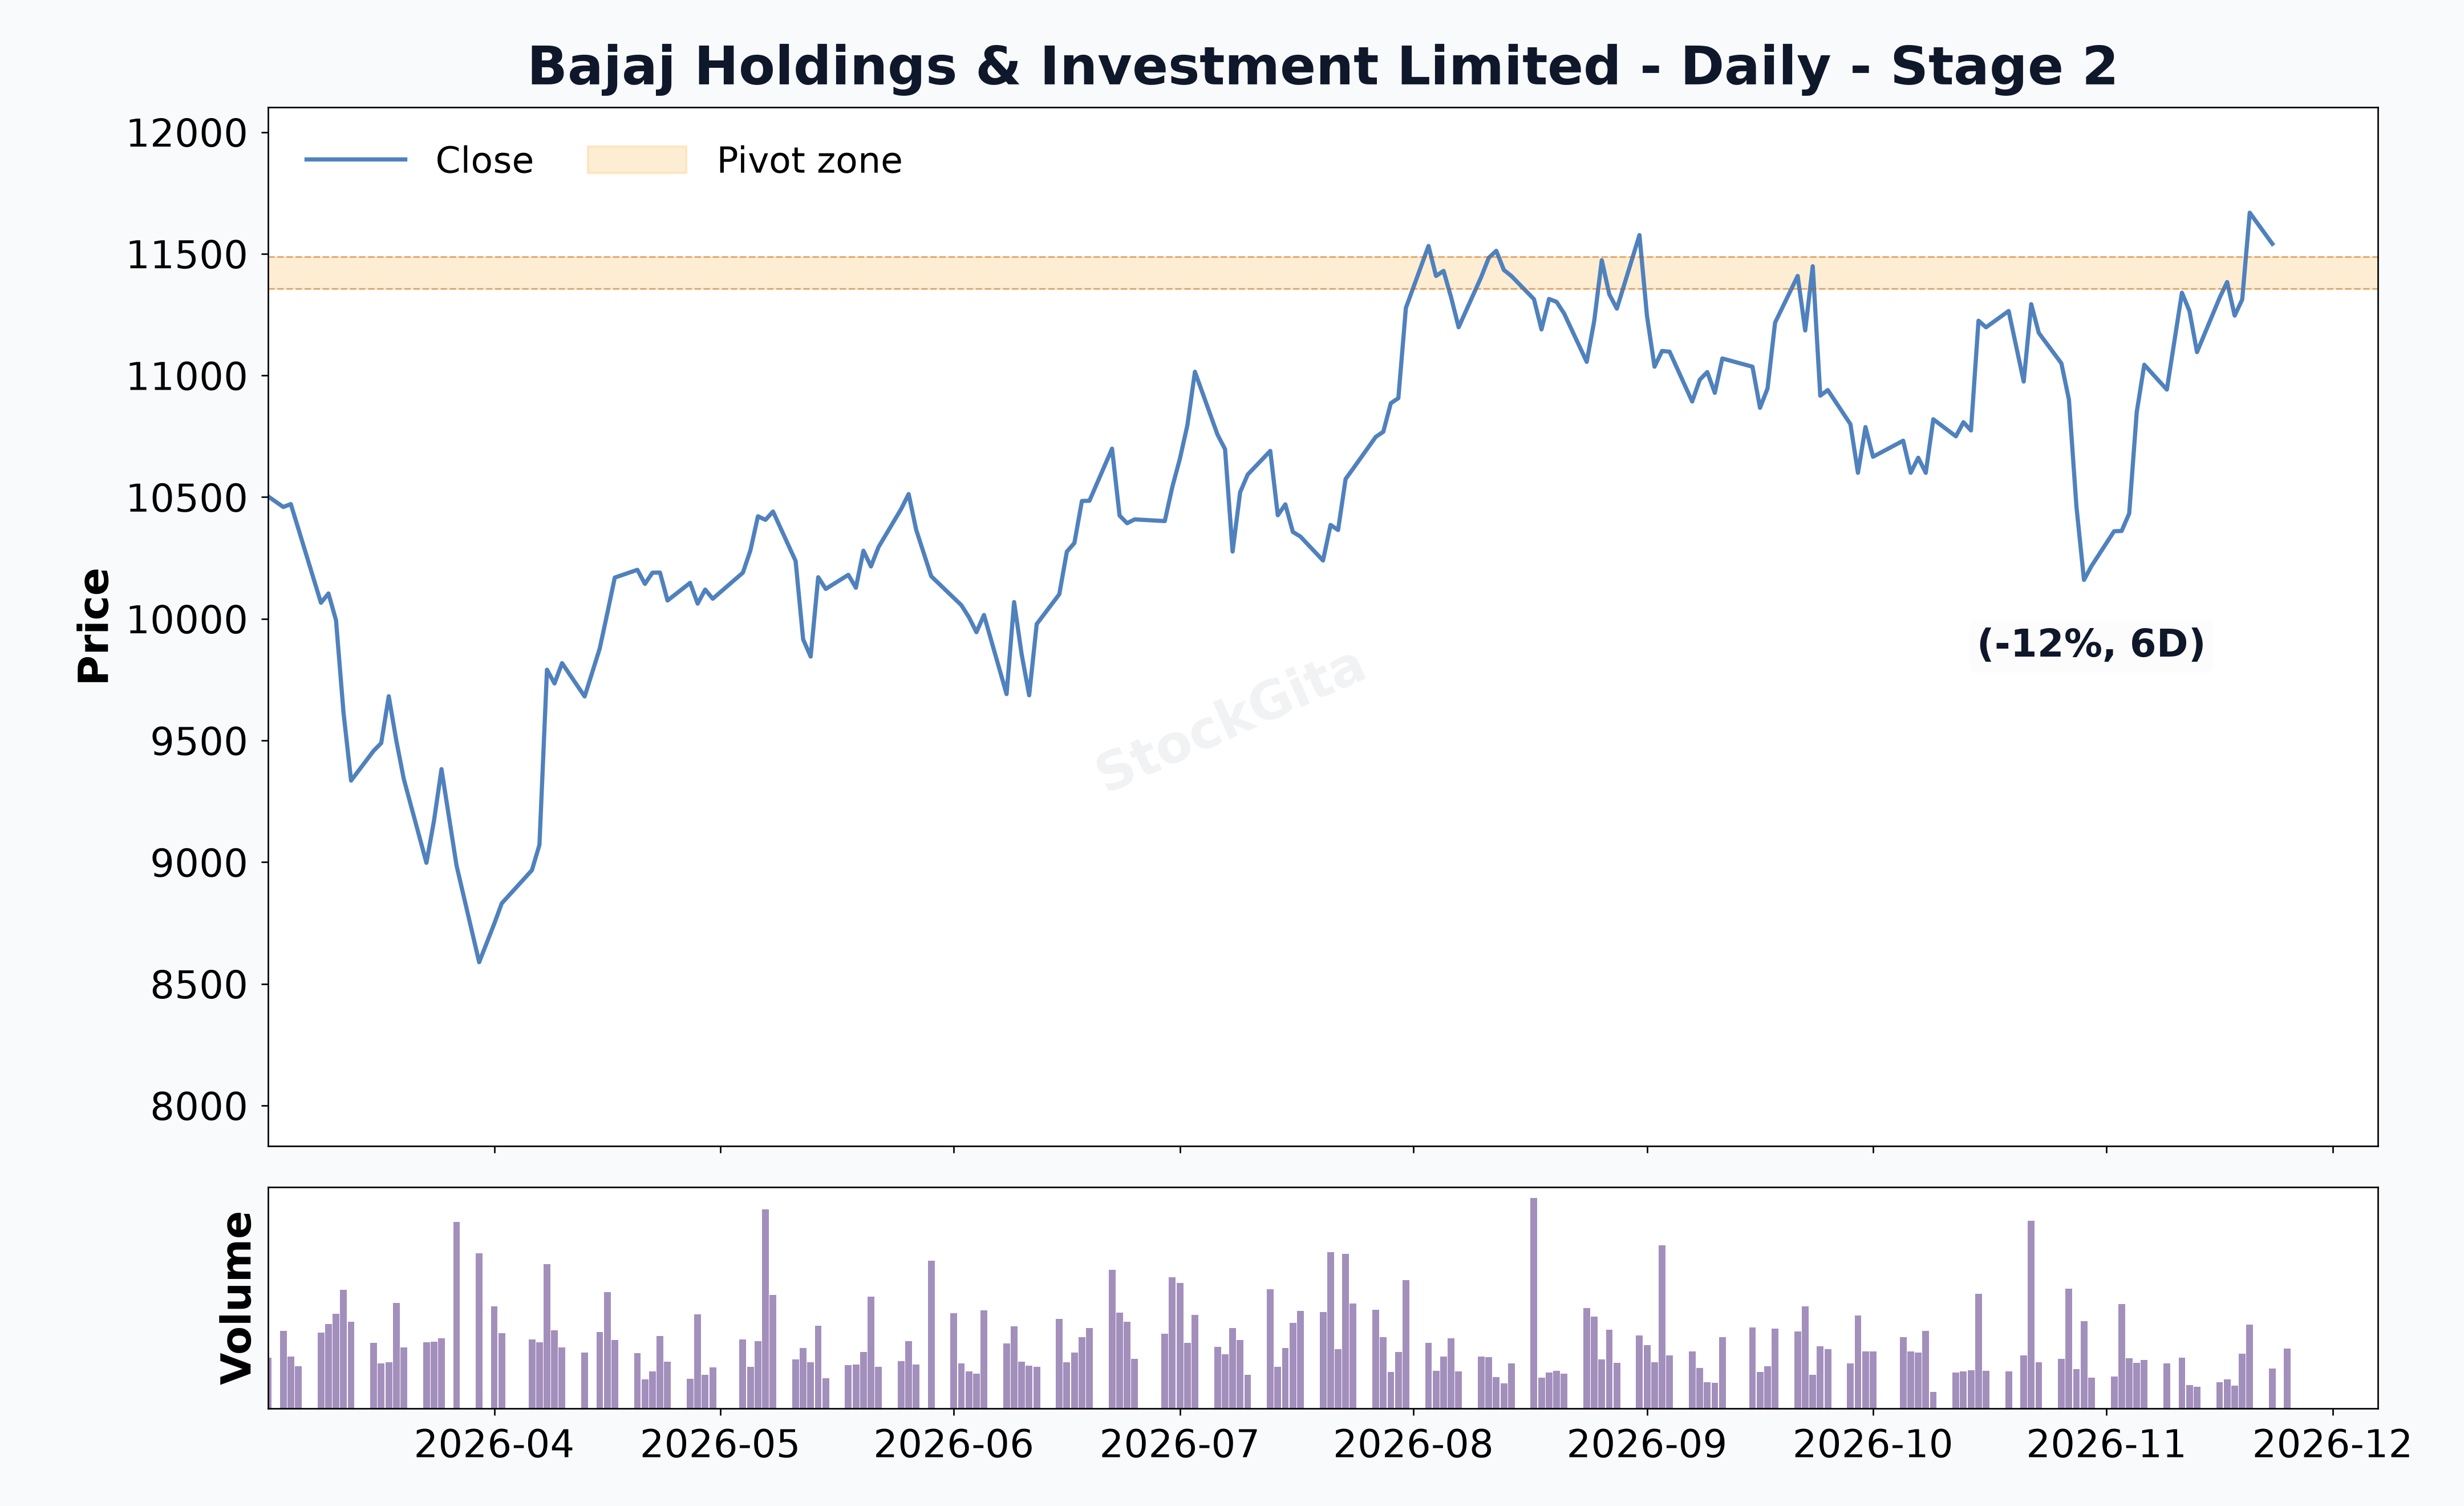 Bajaj Holdings & Investment Limited - Daily - Stage 2
12000
Close
Pivot zone
11500
11000
10500
10000
9500
9000
8500
8000
Price
(-12%, 6D)
StockGita
Volume
2026-04
2026-05
2026-06
2026-07
2026-08
2026-09
2026-10
2026-11
2026-12